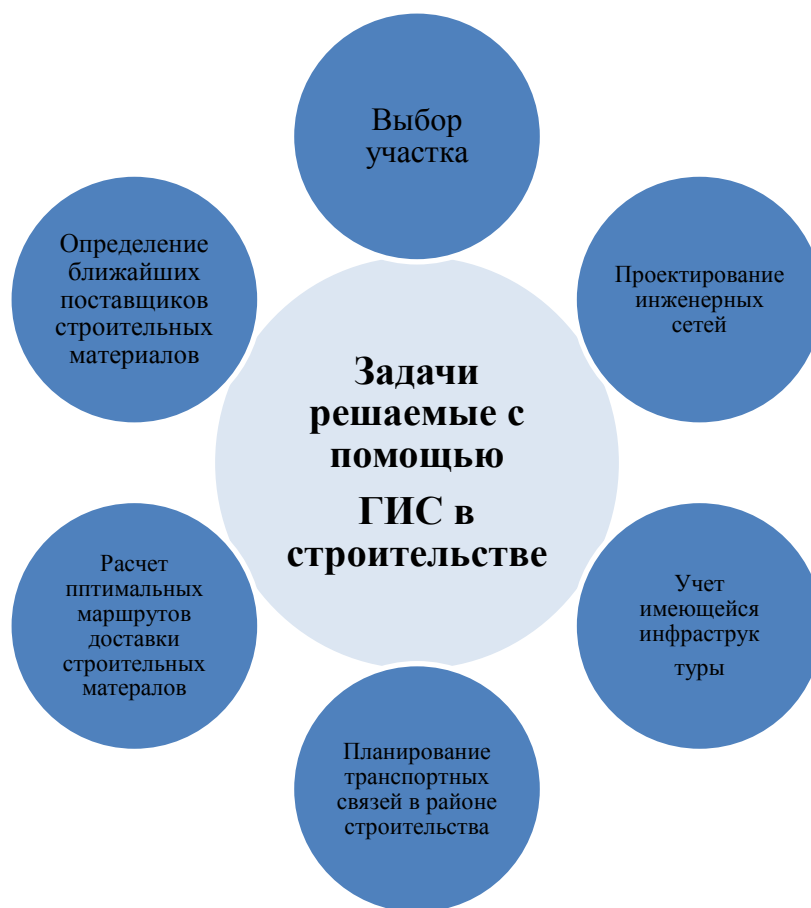 Выбор
участка
Определение
ближайших
поставщиков
строительных
материалов
Проектирование
инженерных
сетей
Задачи
решаемые с
помощью
ГИС в
строительстве
Расчет
пптимальных
маршрутов
доставки
строительных
матералов
Учет
имеющейся
инфраструк
туры
Планирование
транспортных
связей в районе
строительства